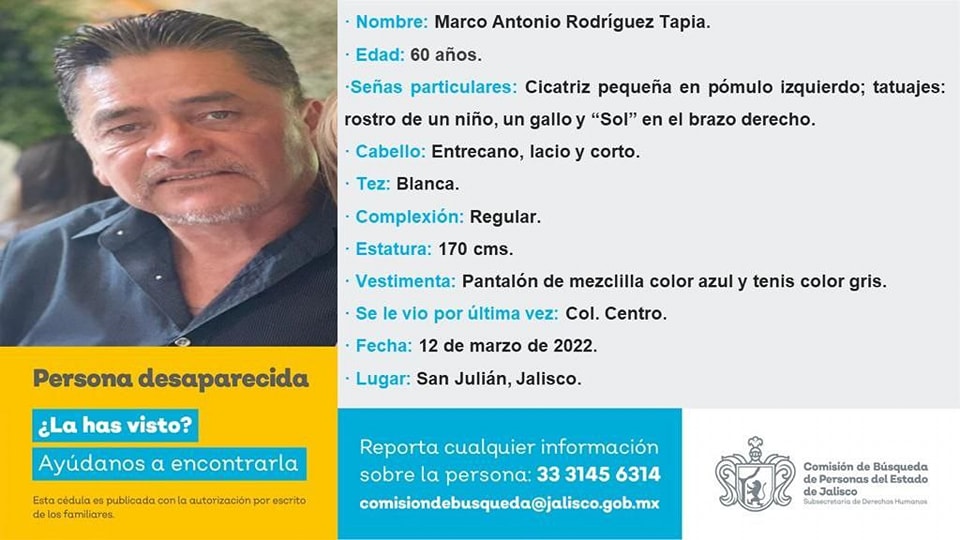 · Nombre: Marco Antonio Rodríguez Tapia.
· Edad: 60 años.
·Señas particulares: Cicatriz pequeña en pómulo izquierdo; tatuajes:
rostro de un niño, un gallo y “Sol” en el brazo derecho.
· Cabello: Entrecano, lacio y corto.
· Tez: Blanca.
· Complexión: Regular.
· Estatura: 170 cms.
· Vestimenta: Pantalón de mezclilla color azul y tenis color gris.
· Se le vio por última vez: Col. Centro.
· Fecha: 12 de marzo de 2022.
· Lugar: San Julián, Jalisco.
Persona desaparecida
¿La has visto?
Ayúdanos a encontrarla
Esta cédula es publicada con la autorización por escrito
de los familiares.
Reporta cualquier información
sobre la persona: 33 3145 6314
comisiondebusqueda@jalisco.gob.mx
Comisión de Búsqueda
de Personas del Estado
de Jalisco
Subsecretaría de Derechos Humanos